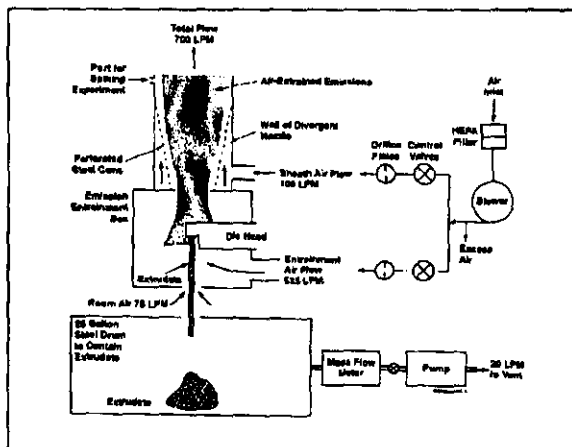 Total Flow
700 LPM
Port for
Experiment
Air-Entrained Emissions
Wall of Divergent
Nozzle
Perforated
Steel Cone
Emission
Entrainment
Box
Air
Inlet
HEPA
Filter
Orifice
Plates
Control
Valves
Blower
Sheath Air Flow
100 LPM
Excess
Air
Die Head
Entrainment
Air Flow
525 LPM
Extrudate
Room Air 75 LPM
Steel Drum
to Contain
Extrudate
Extrudate
Mass Flow
Meter
Pump
20 LPM
to Vent